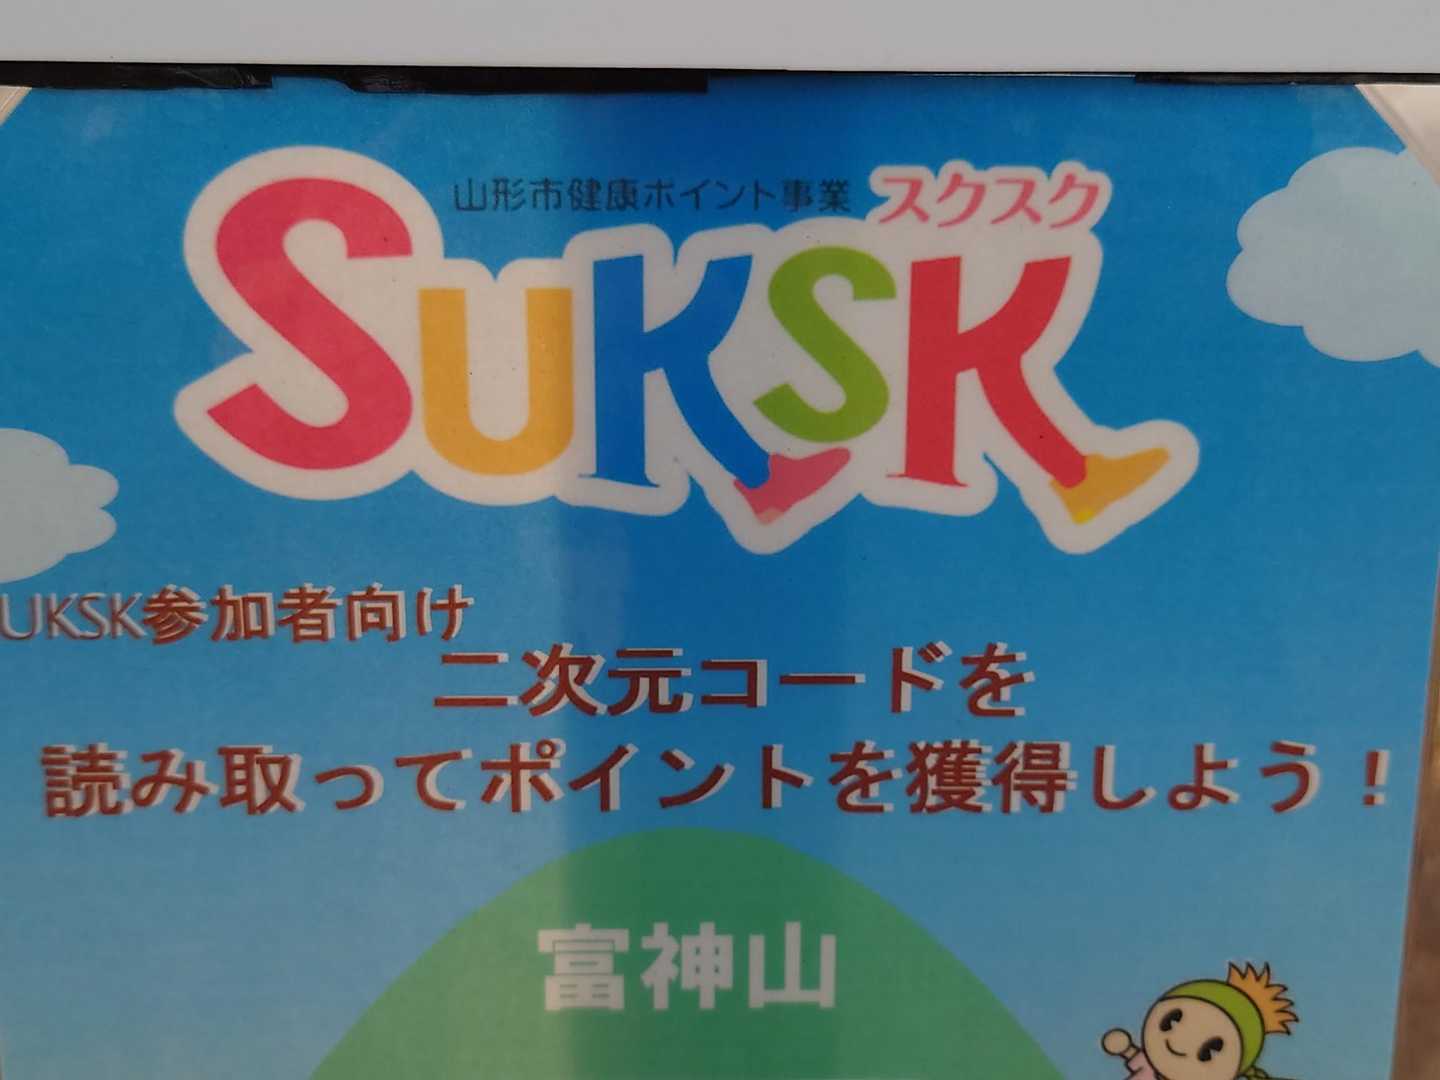 山形市健康ポイント事業 スクスク
SUKSK
UKSK参加者向け
二次元コードを
読み取ってポイントを獲得しよう！
富神山